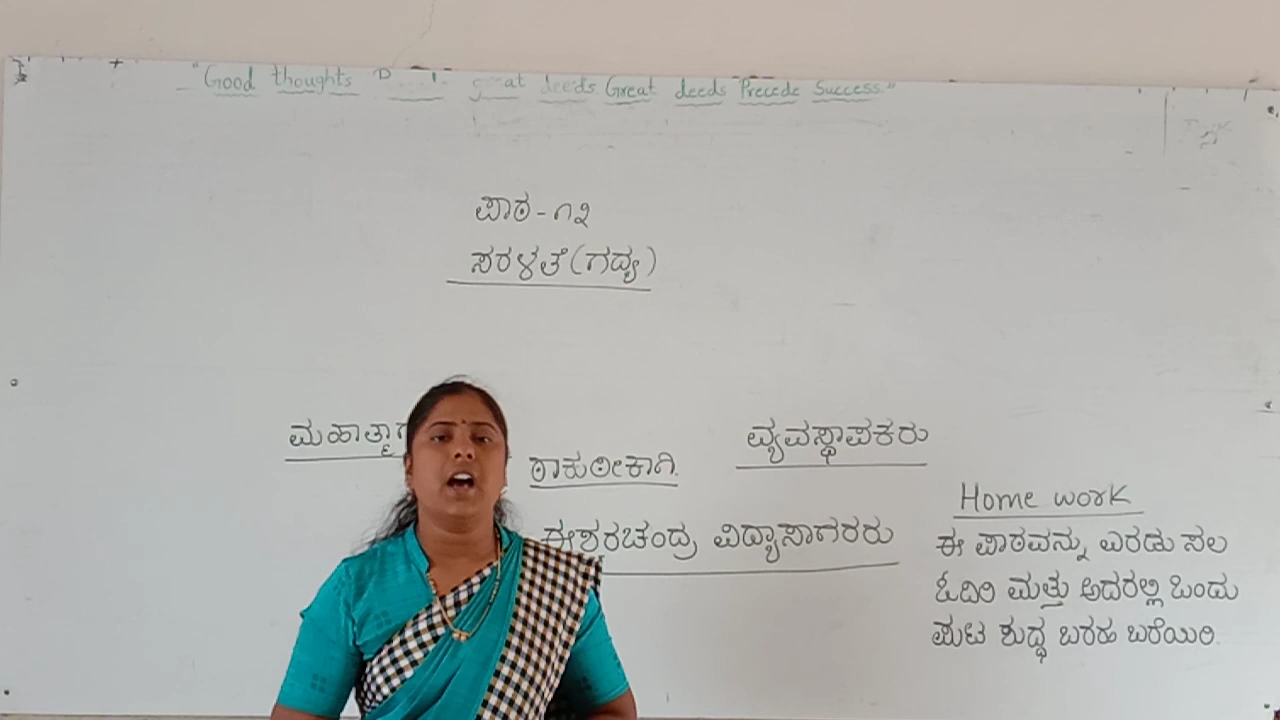 "Good thoughts great deeds Great deeds Precede Success."
ಪಾಠ - ೧೨
ಸರಳತೆ (ಗದ್ಯ)
ವ್ಯವಸ್ಥಾಪಕರು
ಠಾಕುಠೀಕಾಗಿ.
ಈಶ್ವರಚಂದ್ರ ವಿದ್ಯಾಸಾಗರರು
Home work
ಈ ಪಾಠವನ್ನು ಎರಡು ಸಲ
ಓದಿರಿ ಮತ್ತು ಅದರಲ್ಲಿ ಒಂದು
ಪುಟ ಶುದ್ಧ ಬರಹ ಬರೆಯಿರಿ.